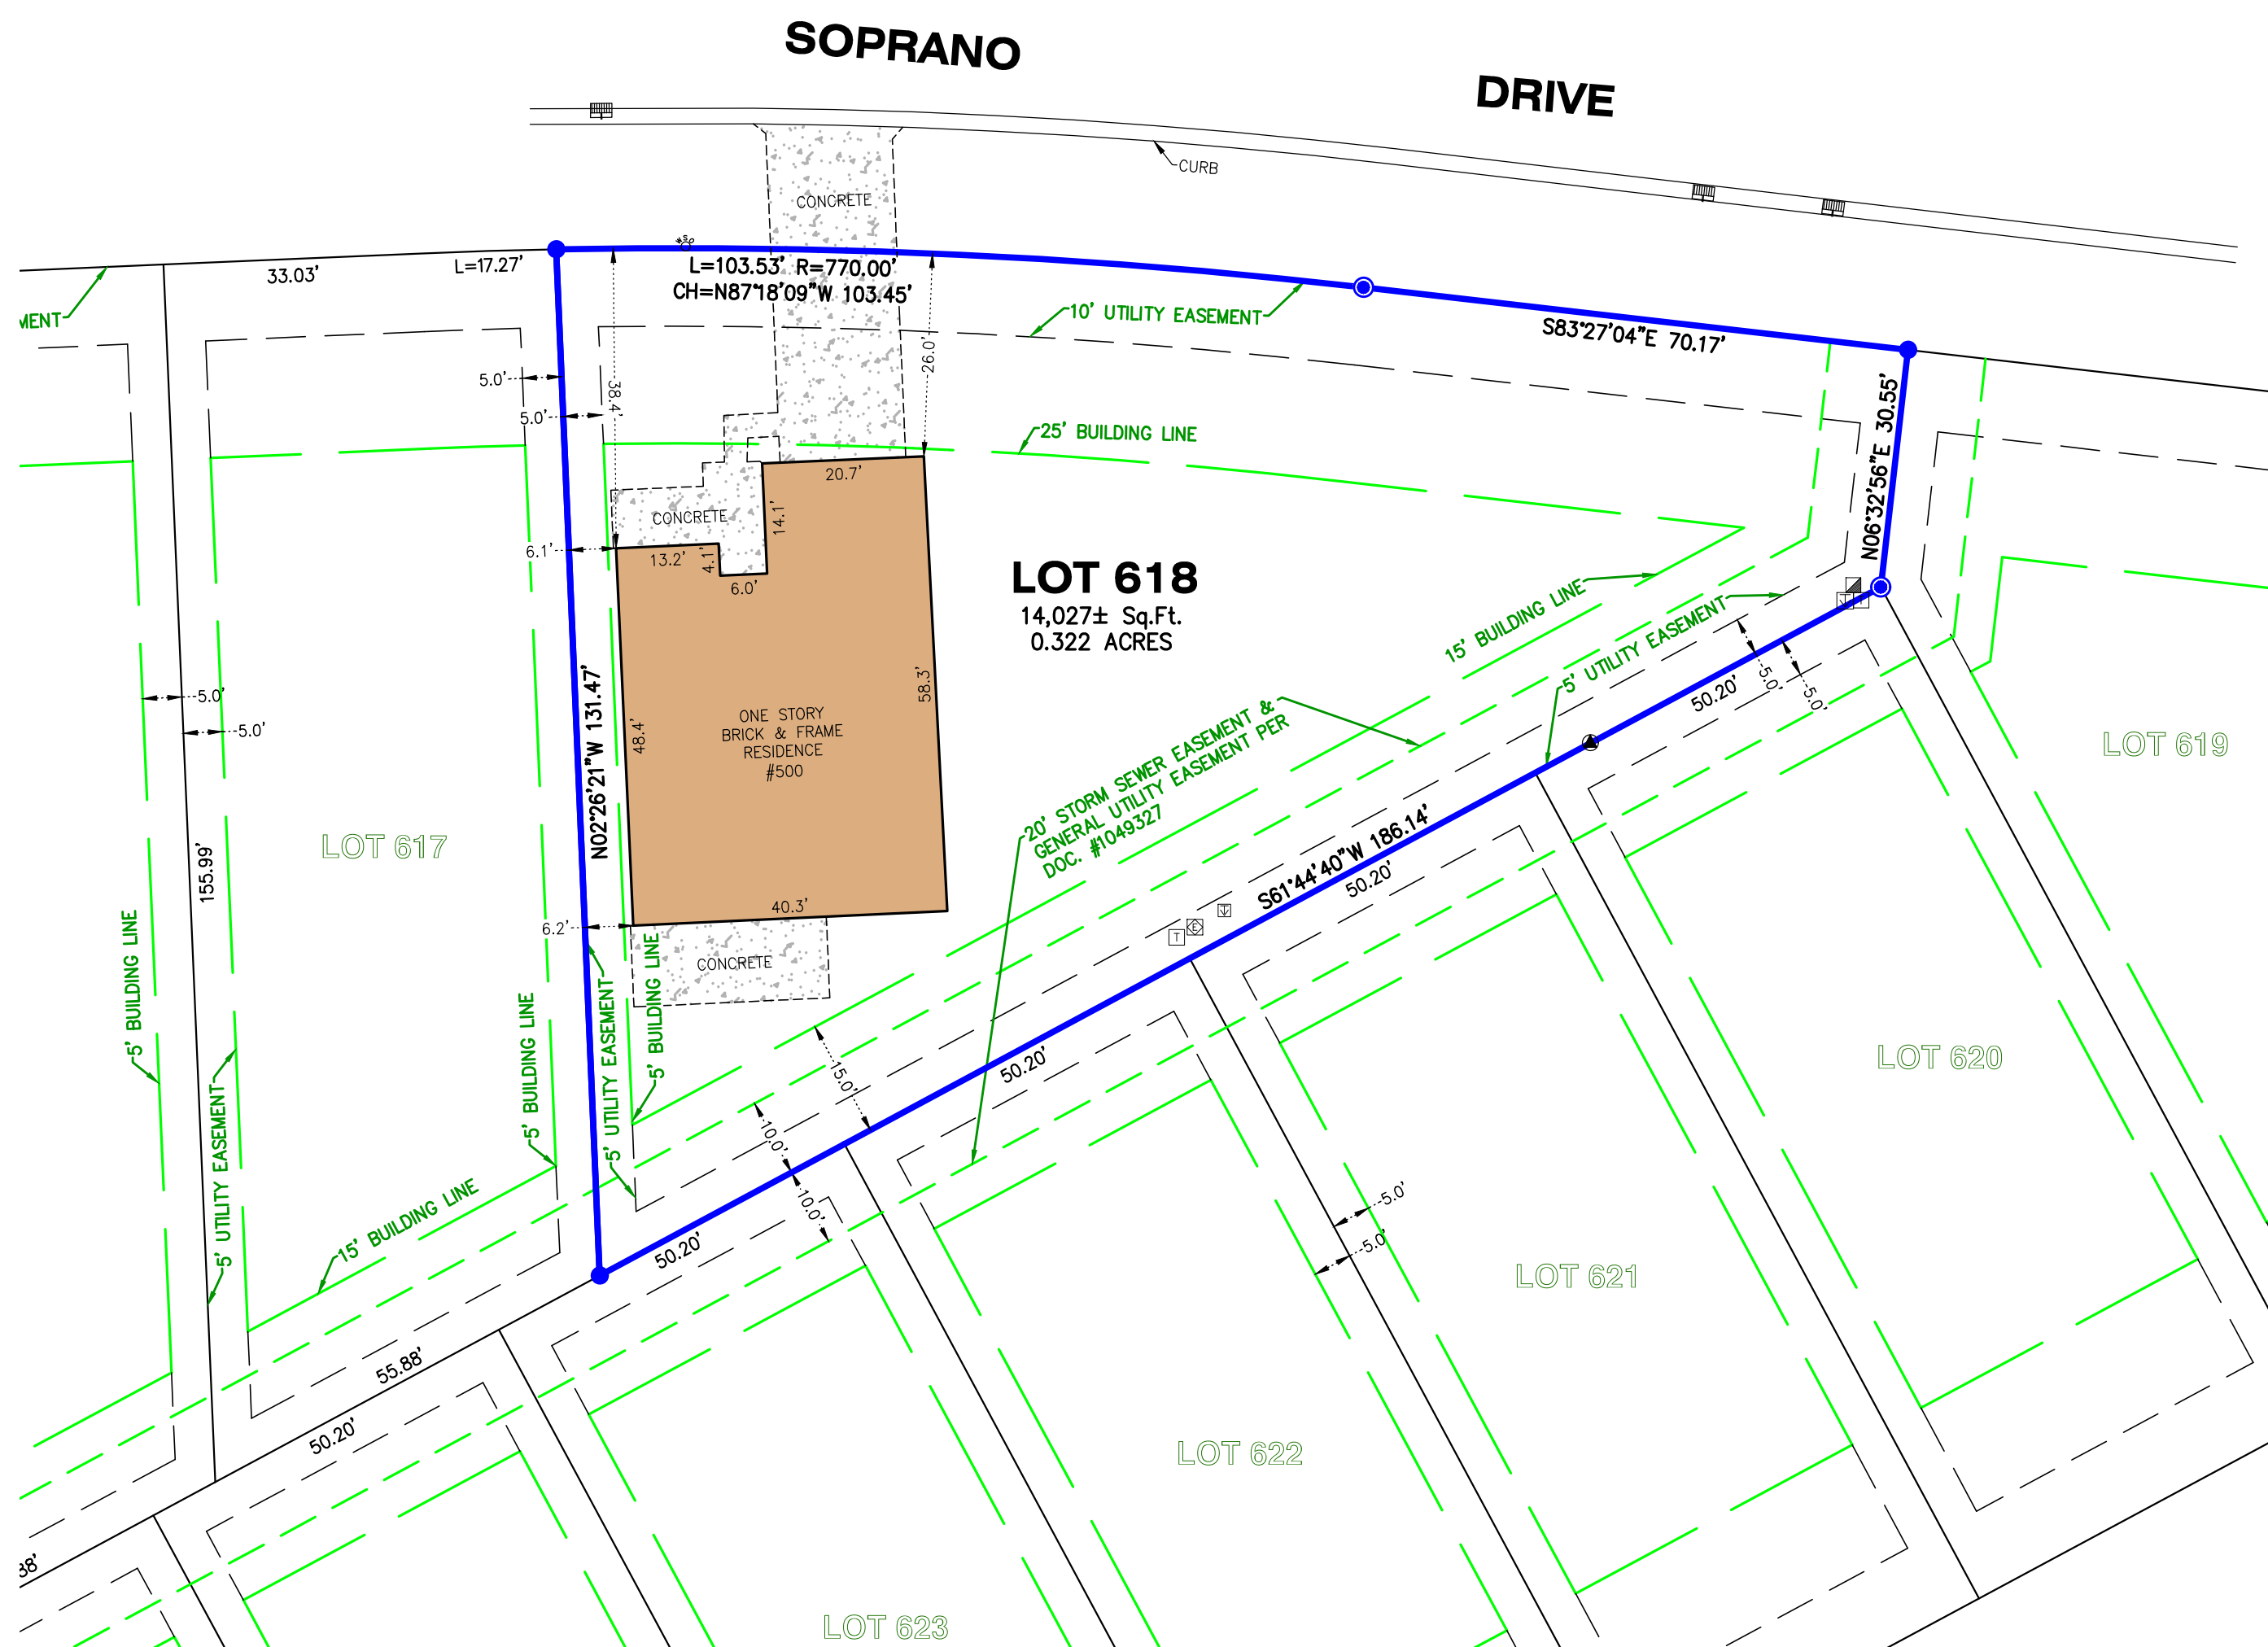 SOPRANO
DRIVE
CURB
CONCRETE
33.03'
L=17.27'
L=103.53' R=770.00'
CH=N87°18'09"W 103.45'
10' UTILITY EASEMENT
S83°27'04"E 70.17'
N06°32'56"E 30.55'
5.0'
5.0'
38.4'
26.0'
25' BUILDING LINE
20.7'
14.1'
CONCRETE
6.1'
13.2'
4.1'
6.0'
LOT 618
14,027± Sq.Ft.
0.322 ACRES
15' BUILDING LINE
5' UTILITY EASEMENT
5.0'
5.0'
50.20'
LOT 619
5.0'
5.0'
N02°26'21"W 131.47'
48.4'
58.3'
ONE STORY
BRICK & FRAME
RESIDENCE
#500
20' STORM SEWER EASEMENT &
GENERAL UTILITY EASEMENT PER
DOC. #1049327
S61°44'40"W 186.14'
50.20'
LOT 617
155.99'
40.3'
6.2'
CONCRETE
T
E
5' BUILDING LINE
5' BUILDING LINE
5' UTILITY EASEMENT
5' BUILDING LINE
5' UTILITY EASEMENT
15.0'
10.0'
10.0'
50.20'
50.20'
LOT 620
15' BUILDING LINE
5.0'
5.0'
LOT 621
55.88'
50.20'
LOT 622
LOT 623